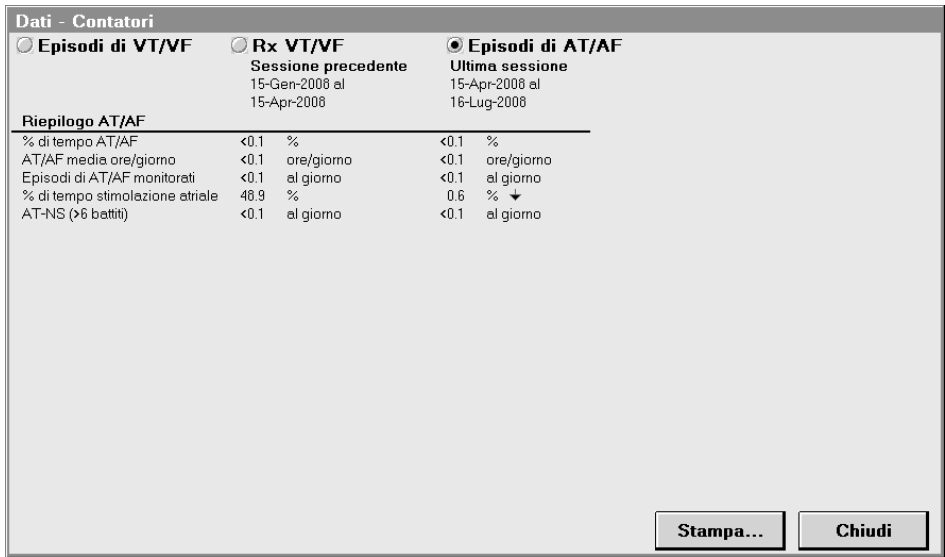 Dati - Contatori
Episodi di VT/VF Rx VT/VF Episodi di AT/AF
Sessione precedente Ultima sessione
15-Gen-2008 al 15-Apr-2008 al
15-Apr-2008 16-Lug-2008
Riepilogo AT/AF
% di tempo AT/AF <0.1 % <0.1 %
AT/AF media ore/giorno <0.1 ore/giorno <0.1 ore/giorno
Episodi di AT/AF monitorati <0.1 al giorno <0.1 al giorno
% di tempo stimolazione atriale 48.9 % 0.6 % ↓
AT-NS (>6 battiti) <0.1 al giorno <0.1 al giorno
Stampa... Chiudi